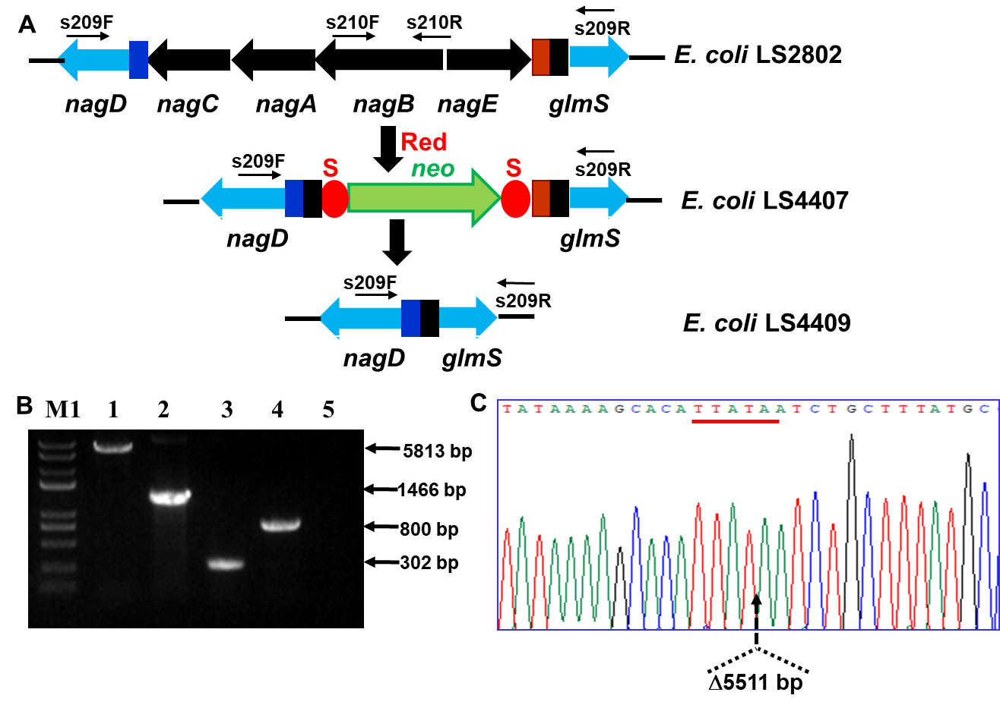 A
s209F
s210F
s210R
s209R
E. coli LS2802
nagD
nagC
nagA
nagB
nagE
glmS
Red
s209F
S
neo
S
s209R
E. coli LS4407
nagD
glmS
s209F
s209R
E. coli LS4409
nagD
glmS
B
M1 1 2 3 4 5
5813 bp
1466 bp
800 bp
302 bp
C
TATAAAAGCACATTATAATCTGCTTTATGC
Δ5511 bp